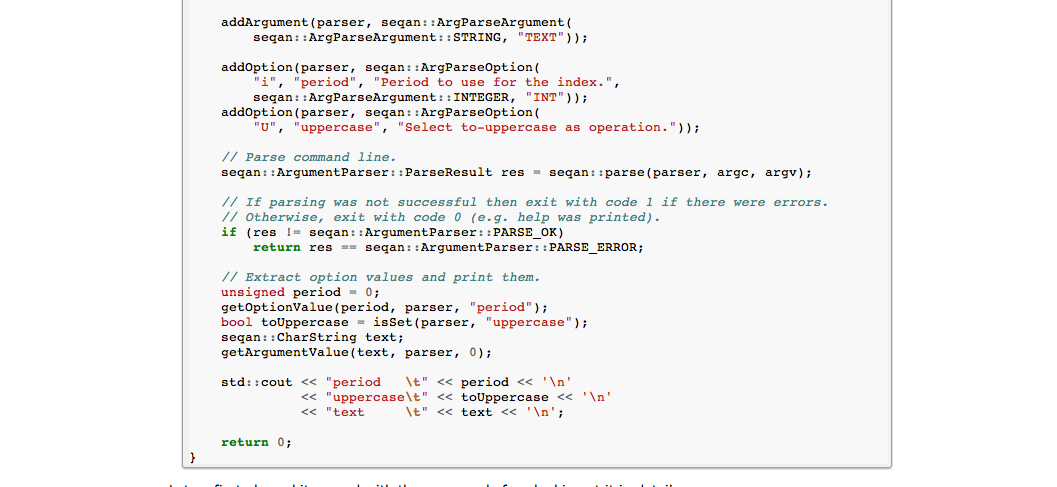 addArgument(parser, seqan::ArgParseArgument(
seqan::ArgParseArgument::STRING, "TEXT"));
addOption(parser, seqan::ArgParseOption(
"i", "period", "Period to use for the index.",
seqan::ArgParseArgument::INTEGER, "INT"));
addOption(parser, seqan::ArgParseOption(
"U", "uppercase", "Select to-uppercase as operation."));
// Parse command line.
seqan::ArgumentParser::ParseResult res = seqan::parse(parser, argc, argv);
// If parsing was not successful then exit with code 1 if there were errors.
// Otherwise, exit with code 0 (e.g. help was printed).
if (res != seqan::ArgumentParser::PARSE_OK)
return res == seqan::ArgumentParser::PARSE_ERROR;
// Extract option values and print them.
unsigned period = 0;
getOptionValue(period, parser, "period");
bool toUppercase = isSet(parser, "uppercase");
seqan::CharString text;
getArgumentValue(text, parser, 0);
std::cout << "period   \t" << period << '\n'
<< "uppercase\t" << toUppercase << '\n'
<< "text     \t" << text << '\n';
return 0;
}